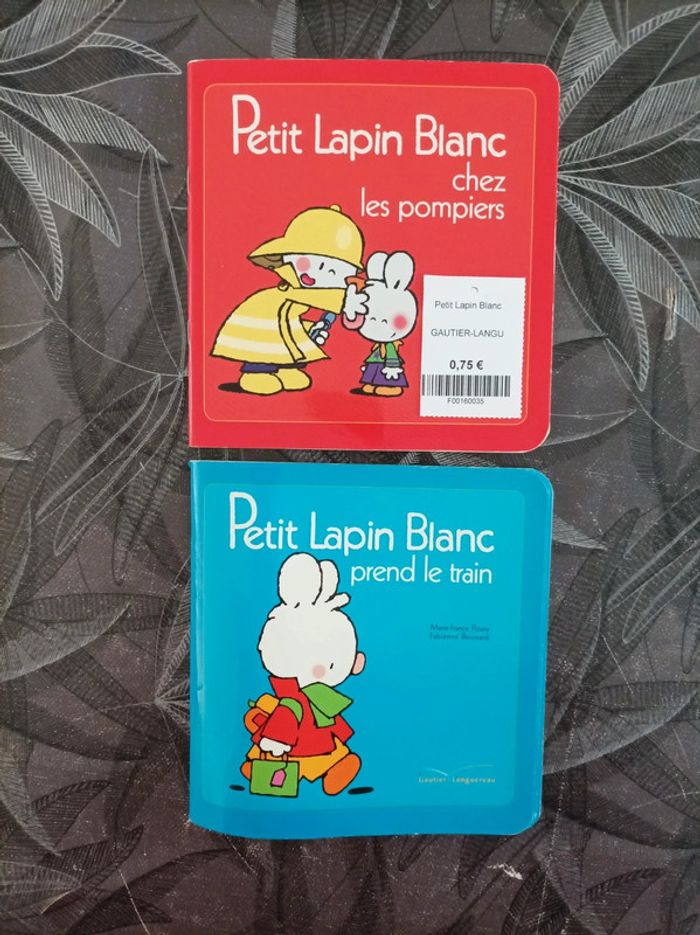 Petit Lapin Blanc
chez
les pompiers
Petit Lapin Blanc
GAUTIER-LANGU
0,75 €
F00160035
Petit Lapin Blanc
prend le train
Marie-France Floury
Fabienne Boisnard
Gautier Languereau